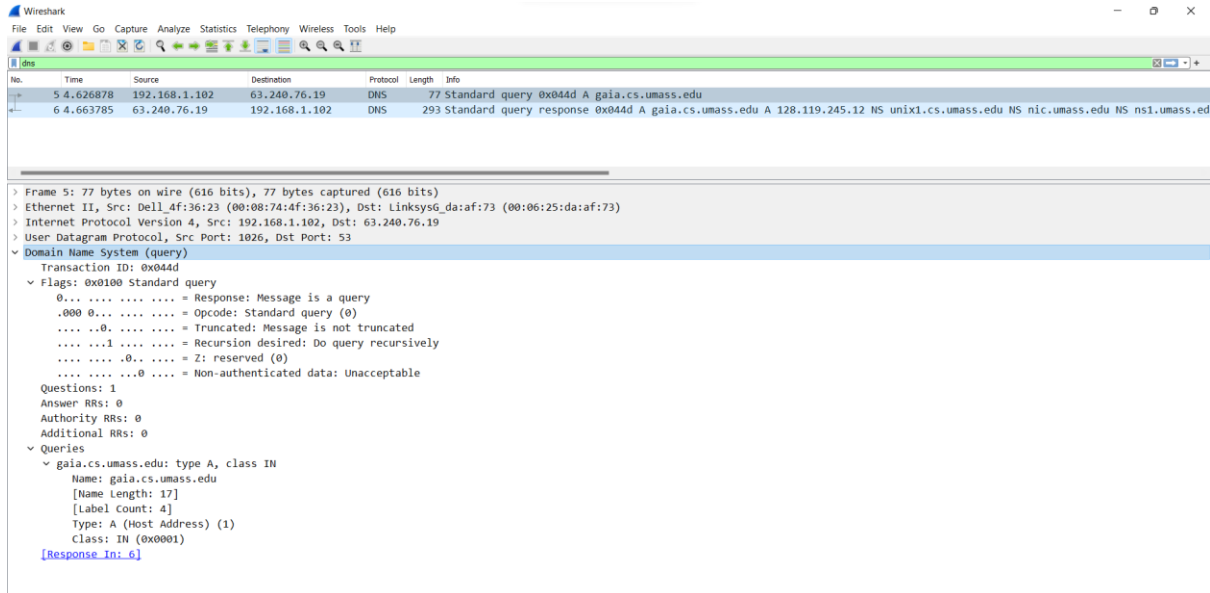 Wireshark
File Edit View Go Capture Analyze Statistics Telephony Wireless Tools Help
dns
No. Time Source Destination Protocol Length Info
5 4.626878 192.168.1.102 63.240.76.19 DNS 77 Standard query 0x044d A gaia.cs.umass.edu
6 4.663785 63.240.76.19 192.168.1.102 DNS 293 Standard query response 0x044d A gaia.cs.umass.edu A 128.119.245.12 NS unix1.cs.umass.edu NS nic.umass.edu NS ns1.umass.ed
Frame 5: 77 bytes on wire (616 bits), 77 bytes captured (616 bits)
Ethernet II, Src: Dell_4f:36:23 (00:08:74:4f:36:23), Dst: LinksysG_da:af:73 (00:06:25:da:af:73)
Internet Protocol Version 4, Src: 192.168.1.102, Dst: 63.240.76.19
User Datagram Protocol, Src Port: 1026, Dst Port: 53
Domain Name System (query)
Transaction ID: 0x044d
Flags: 0x0100 Standard query
0... .... .... .... = Response: Message is a query
.000 0... .... .... = Opcode: Standard query (0)
.... ..0. .... .... = Truncated: Message is not truncated
.... ...1 .... .... = Recursion desired: Do query recursively
.... .... .0.. .... = Z: reserved (0)
.... .... ...0 .... = Non-authenticated data: Unacceptable
Questions: 1
Answer RRs: 0
Authority RRs: 0
Additional RRs: 0
Queries
gaia.cs.umass.edu: type A, class IN
Name: gaia.cs.umass.edu
[Name Length: 17]
[Label Count: 4]
Type: A (Host Address) (1)
Class: IN (0x0001)
[Response In: 6]